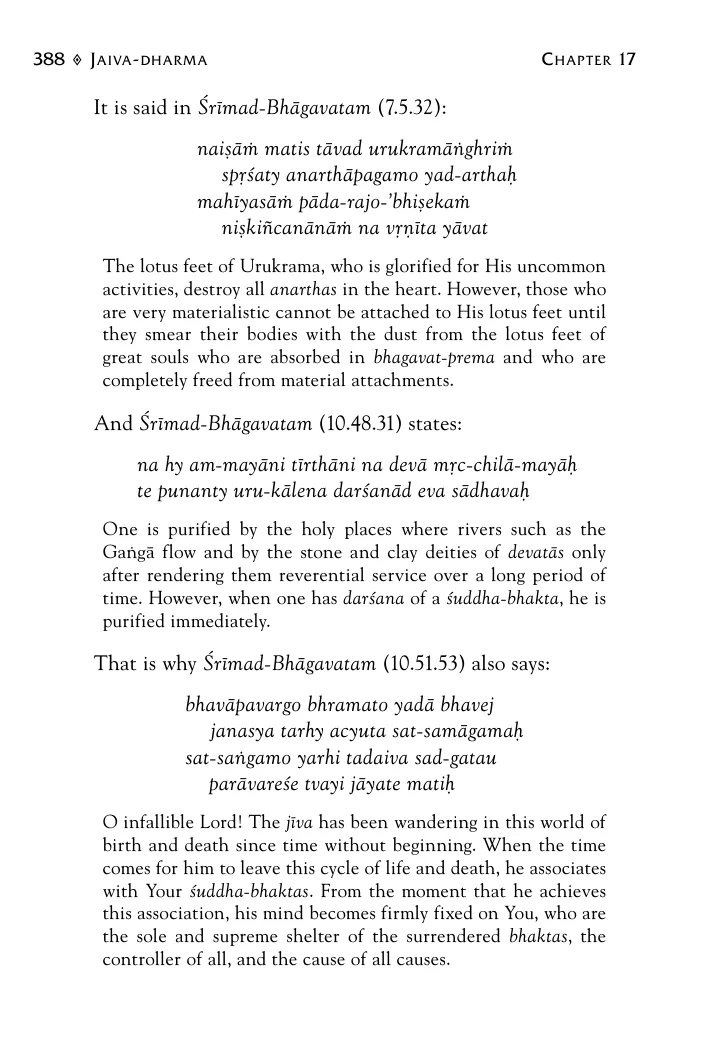 388 ◊ JAIVA-DHARMA CHAPTER 17
It is said in Śrīmad-Bhāgavatam (7.5.32):
naiṣāṁ matis tāvad urukramāṅghriṁ
spṛśaty anarthāpagamo yad-arthaḥ
mahīyasāṁ pāda-rajo-’bhiṣekaṁ
niṣkiñcanānāṁ na vṛṇīta yāvat
The lotus feet of Urukrama, who is glorified for His uncommon
activities, destroy all anarthas in the heart. However, those who
are very materialistic cannot be attached to His lotus feet until
they smear their bodies with the dust from the lotus feet of
great souls who are absorbed in bhagavat-prema and who are
completely freed from material attachments.
And Śrīmad-Bhāgavatam (10.48.31) states:
na hy am-mayāni tīrthāni na devā mṛc-chilā-mayāḥ
te punanty uru-kālena darśanād eva sādhavaḥ
One is purified by the holy places where rivers such as the
Gaṅgā flow and by the stone and clay deities of devatās only
after rendering them reverential service over a long period of
time. However, when one has darśana of a śuddha-bhakta, he is
purified immediately.
That is why Śrīmad-Bhāgavatam (10.51.53) also says:
bhavāpavargo bhramato yadā bhavej
janasya tarhy acyuta sat-samāgamaḥ
sat-saṅgamo yarhi tadaiva sad-gatau
parāvareśe tvayi jāyate matiḥ
O infallible Lord! The jīva has been wandering in this world of
birth and death since time without beginning. When the time
comes for him to leave this cycle of life and death, he associates
with Your śuddha-bhaktas. From the moment that he achieves
this association, his mind becomes firmly fixed on You, who are
the sole and supreme shelter of the surrendered bhaktas, the
controller of all, and the cause of all causes.